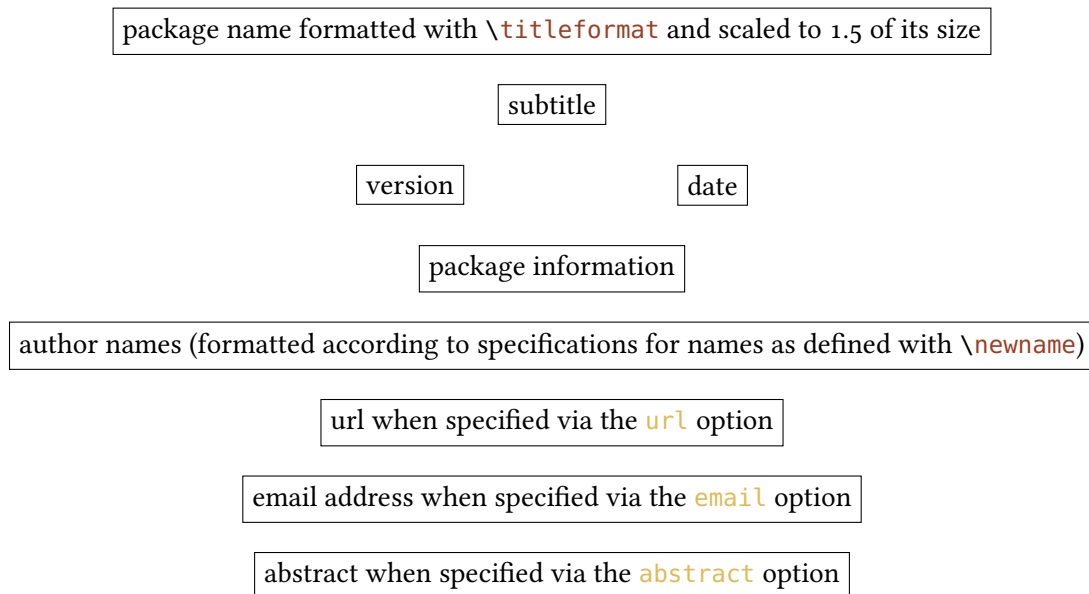 package name formatted with \titleformat and scaled to 1.5 of its size
subtitle
version date
package information
author names (formatted according to specifications for names as defined with \newname)
url when specified via the url option
email address when specified via the email option
abstract when specified via the abstract option